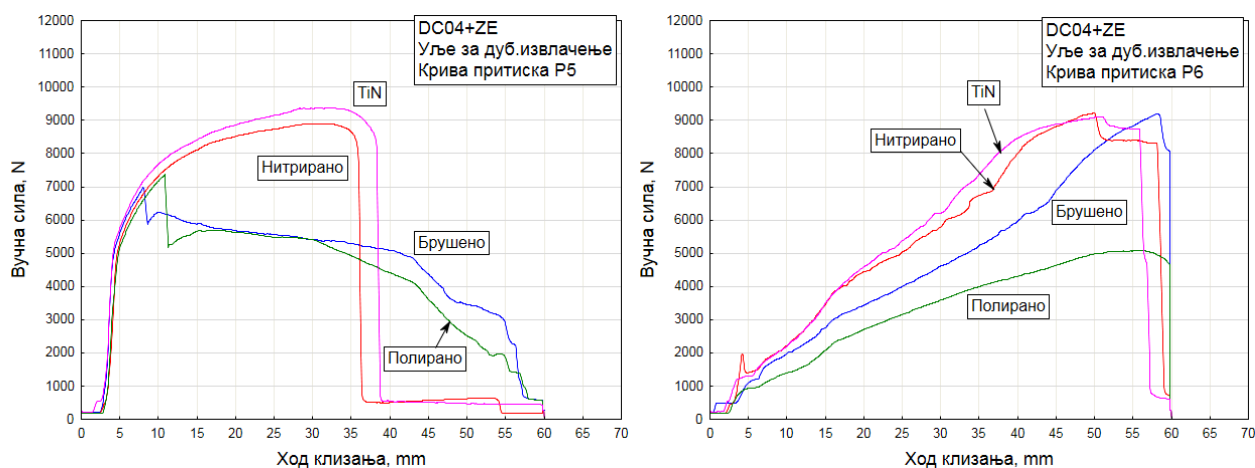 DC04+ZE
Уље за дуб.извлачење
Крива притиска P5
TiN
Нитрирано
Брушено
Полирано
Вучна сила, N
12000
11000
10000
9000
8000
7000
6000
5000
4000
3000
2000
1000
0
0 5 10 15 20 25 30 35 40 45 50 55 60 65 70
Ход клизања, mm
DC04+ZE
Уље за дуб.извлачење
Крива притиска P6
TiN
Нитрирано
Брушено
Полирано
Вучна сила, N
12000
11000
10000
9000
8000
7000
6000
5000
4000
3000
2000
1000
0
0 5 10 15 20 25 30 35 40 45 50 55 60 65 70
Ход клизања, mm